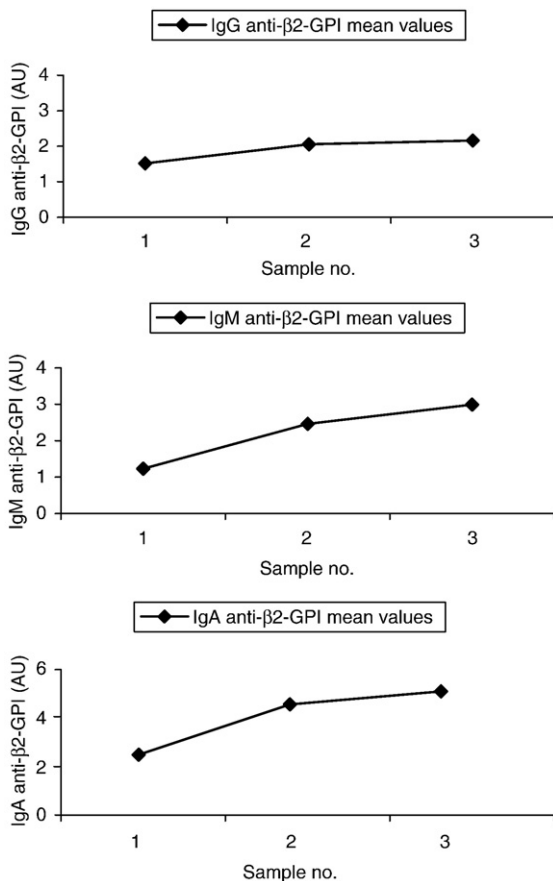 IgG anti-β2-GPI mean values
IgG anti-β2-GPI (AU)
4
3
2
1
0
1 2 3
Sample no.
IgM anti-β2-GPI mean values
IgM anti-β2-GPI (AU)
4
3
2
1
0
1 2 3
Sample no.
IgA anti-β2-GPI mean values
IgA anti-β2-GPI (AU)
6
4
2
0
1 2 3
Sample no.